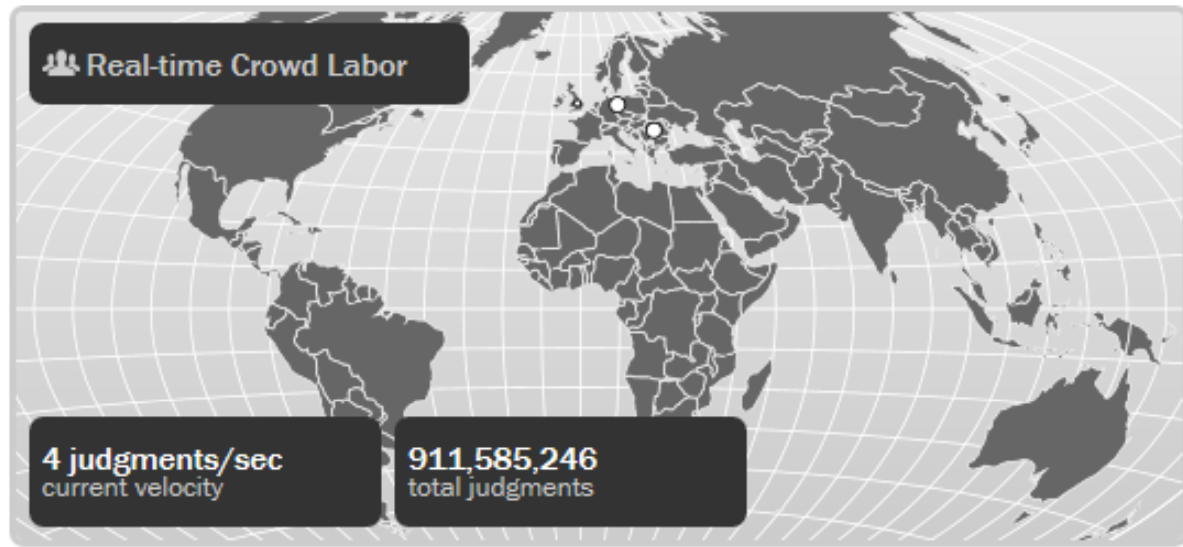 Real-time Crowd Labor
4 judgments/sec
current velocity
911,585,246
total judgments